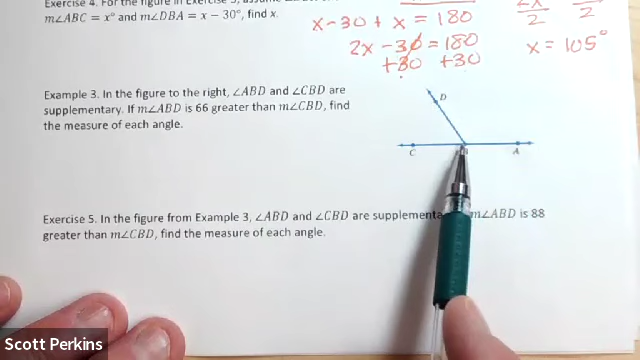 m∠ABC = x° and m∠DBA = x − 30°, find x.
x - 30 + x = 180
2x - 30 = 180
+30 +30
2
2
x = 105°
Example 3. In the figure to the right, ∠ABD and ∠CBD are
supplementary. If m∠ABD is 66 greater than m∠CBD, find
the measure of each angle.
D
C
A
Exercise 5. In the figure from Example 3, ∠ABD and ∠CBD are m∠ABD is 88
greater than m∠CBD, find the measure of each angle.
Scott Perkins